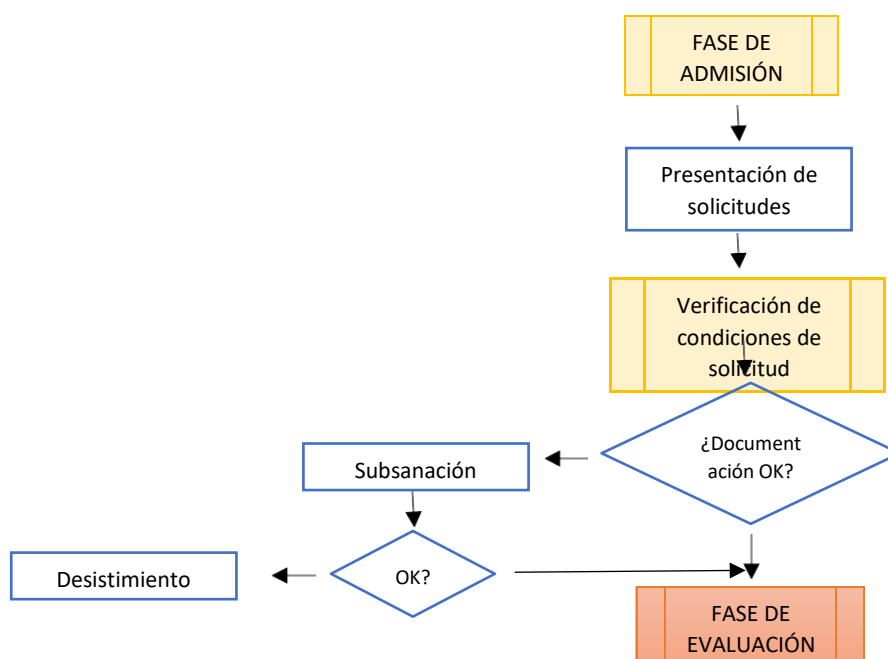 FASE DE
ADMISIÓN
Presentación de
solicitudes
Verificación de
condiciones de
solicitud
¿Document
ación OK?
Subsanación
OK?
Desistimiento
FASE DE
EVALUACIÓN